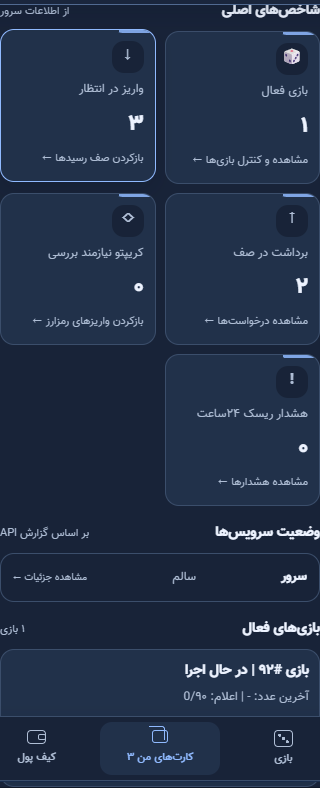 شاخص‌های اصلی
از اطلاعات سرور
بازی فعال
۱
مشاهده و کنترل بازی‌ها ←
واریز در انتظار
۳
بازکردن صف رسیدها ←
برداشت در صف
۲
مشاهده درخواست‌ها ←
کریپتو نیازمند بررسی
۰
بازکردن واریزهای رمزارز ←
هشدار ریسک ۲۴ساعت
۰
مشاهده هشدارها ←
وضعیت سرویس‌ها
بر اساس گزارش API
سرور
سالم
مشاهده جزئیات ←
بازی‌های فعال
۱ بازی
بازی #۹۲ | در حال اجرا
آخرین عدد: - | اعلام: 0/۹۰
بازی
کارت‌های من ۳
کیف پول